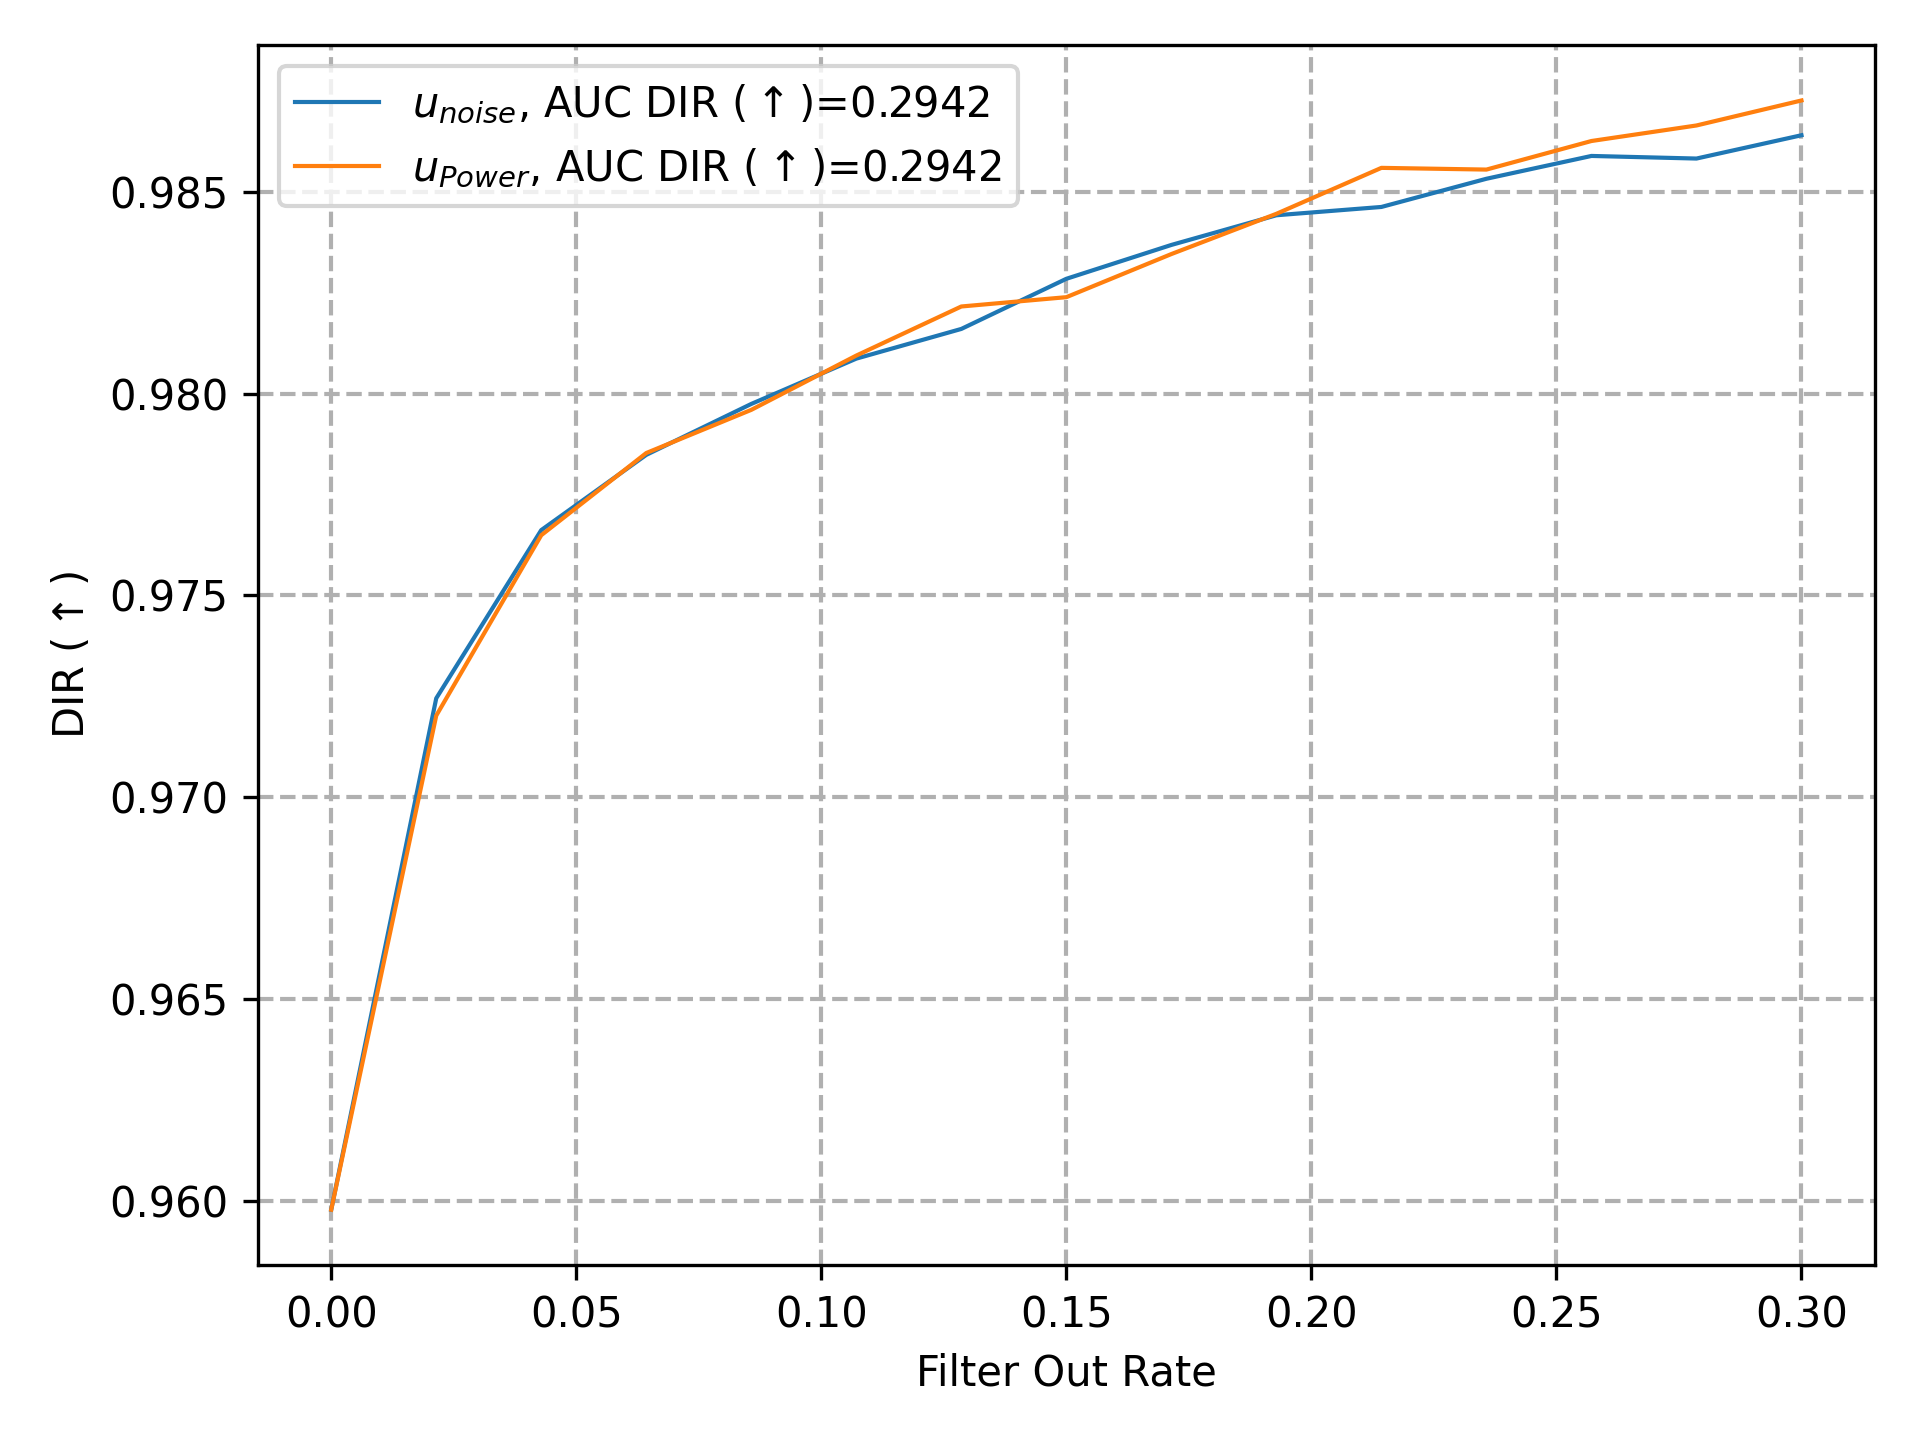 u_noise, AUC DIR (↑)=0.2942
u_Power, AUC DIR (↑)=0.2942
0.985
0.980
0.975
0.970
0.965
0.960
DIR (↑)
0.00 0.05 0.10 0.15 0.20 0.25 0.30
Filter Out Rate